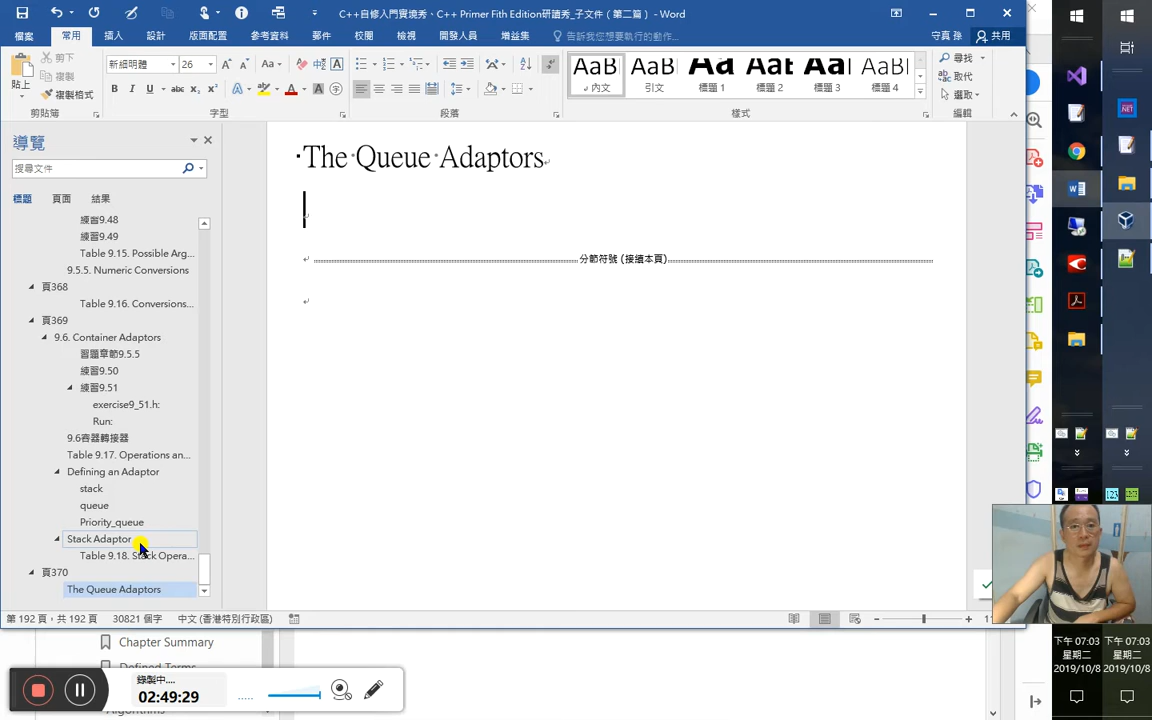 C++自修入門實境秀、C++ Primer Fith Edition研讀秀_子文件（第二篇） - Word
檔案 常用 插入 設計 版面配置 參考資料 郵件 校閱 檢視 開發人員 增益集 告訴我您想要執行的動作... 守真 孫 共用
貼上
剪下
複製
複製格式
新細明體 26
AaBb 內文
AaBb 引文
AaB 標題 1
AaBb 標題 2
AaBl 標題 3
AaBb 標題 4
尋找
取代
選取
剪貼簿 字型 段落 樣式 編輯
導覽
搜尋文件
標題 頁面 結果
練習9.48
練習9.49
Table 9.15. Possible Arg...
9.5.5. Numeric Conversions
頁368
Table 9.16. Conversions...
頁369
9.6. Container Adaptors
習題章節9.5.5
練習9.50
練習9.51
exercise9_51.h:
Run:
9.6容器轉接器
Table 9.17. Operations an...
Defining an Adaptor
stack
queue
Priority_queue
Stack Adaptor
Table 9.18. Stack Opera...
頁370
The Queue Adaptors
The Queue Adaptors
分節符號 (接續本頁)
第 192 頁，共 192 頁 30821 個字 中文 (香港特別行政區)
Chapter Summary
Defined Terms
錄製中....
02:49:29
下午 07:03 下午 07:03
星期二 星期二
2019/10/8 2019/10/8